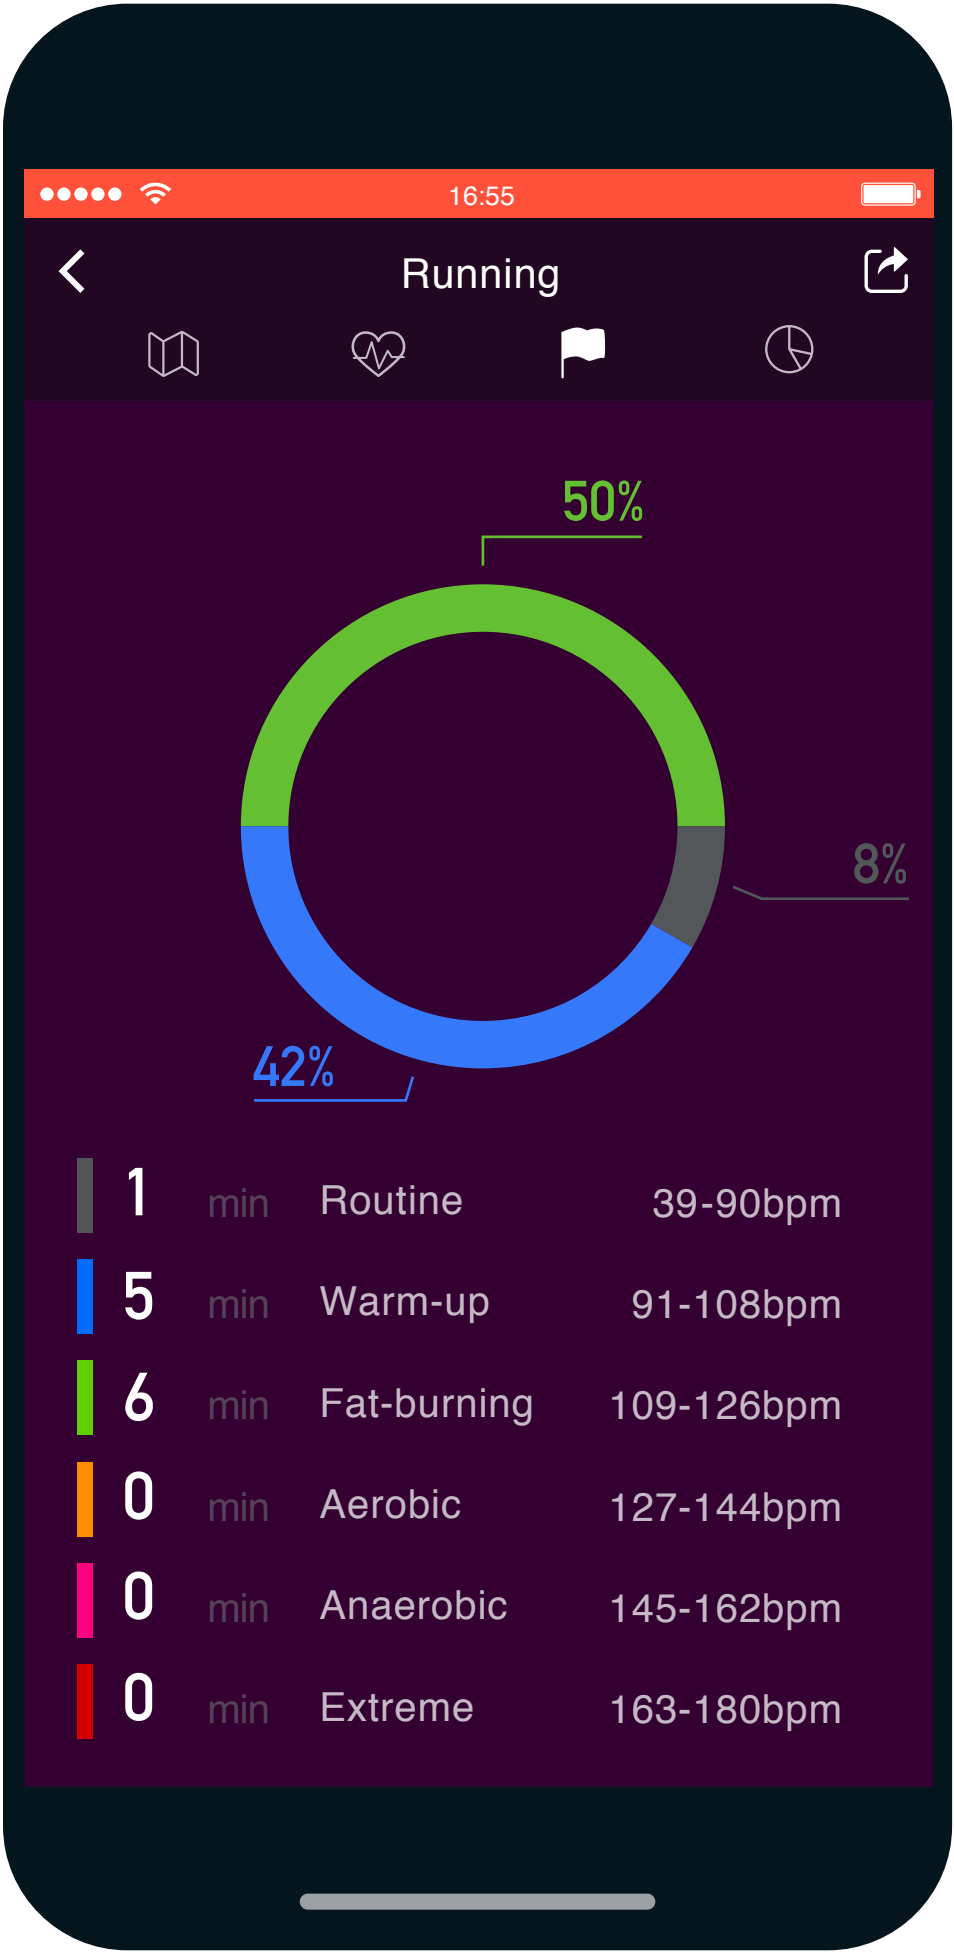 16:55
Running
50%
8%
42%
1 min Routine 39-90bpm
5 min Warm-up 91-108bpm
6 min Fat-burning 109-126bpm
0 min Aerobic 127-144bpm
0 min Anaerobic 145-162bpm
0 min Extreme 163-180bpm